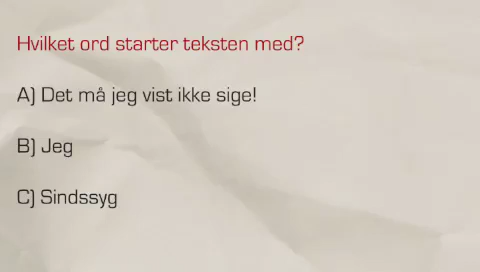 Hvilket ord starter teksten med?
A) Det må jeg vist ikke sige!
B) Jeg
C) Sindssyg